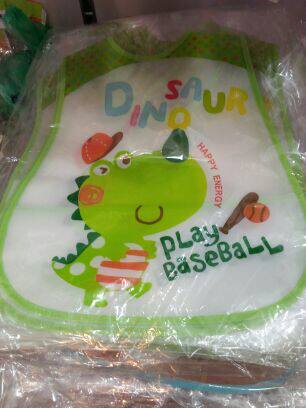 DINOSAUR
HAPPY ENERGY
PLAY
BASEBALL